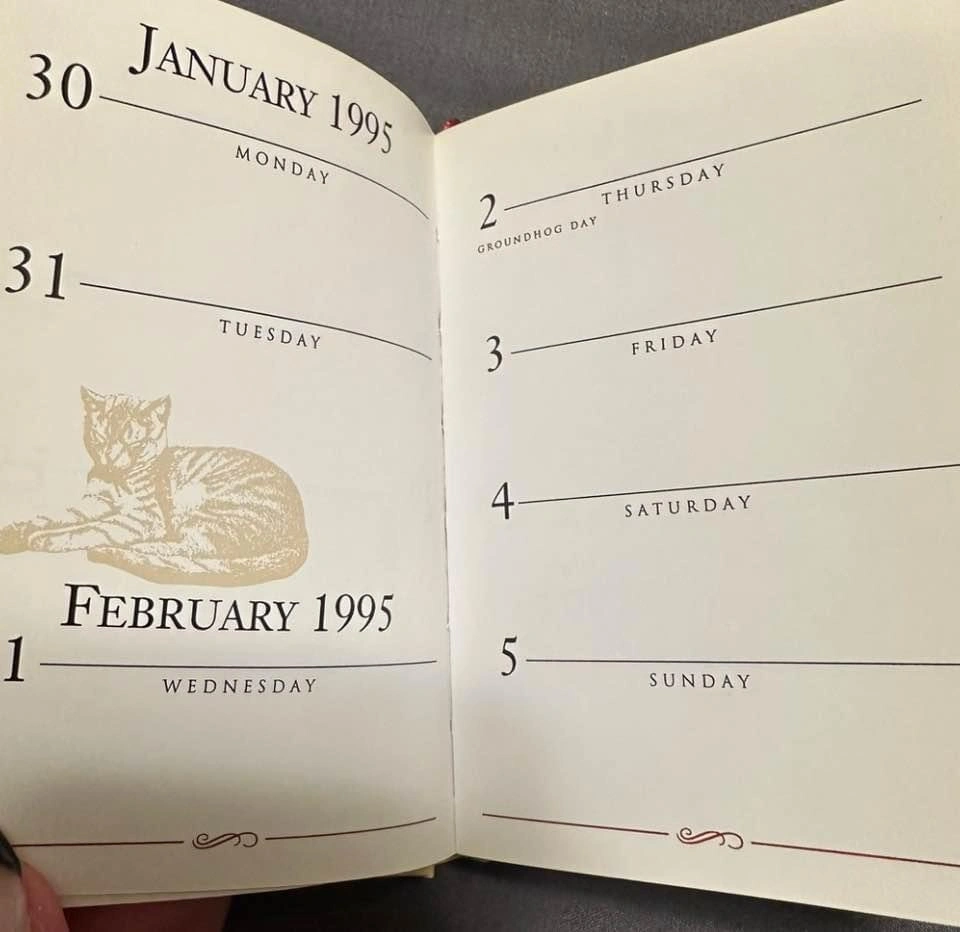 JANUARY 1995
30
MONDAY
31
TUESDAY
FEBRUARY 1995
1
WEDNESDAY
2
THURSDAY
GROUNDHOG DAY
3
FRIDAY
4
SATURDAY
5
SUNDAY